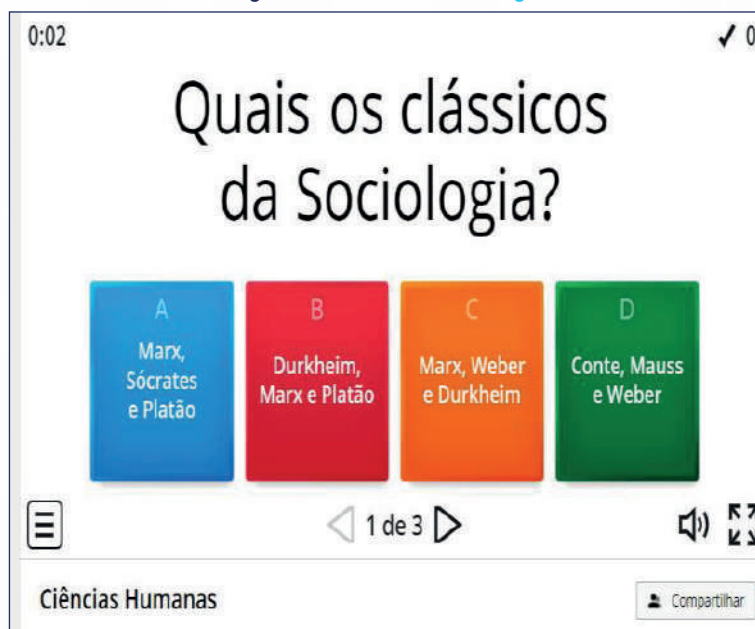 0:02
✓ 0
Quais os clássicos
da Sociologia?
A
Marx,
Sócrates
e Platão
B
Durkheim,
Marx e Platão
C
Marx, Weber
e Durkheim
D
Conte, Mauss
e Weber
1 de 3
Ciências Humanas
Compartilhar